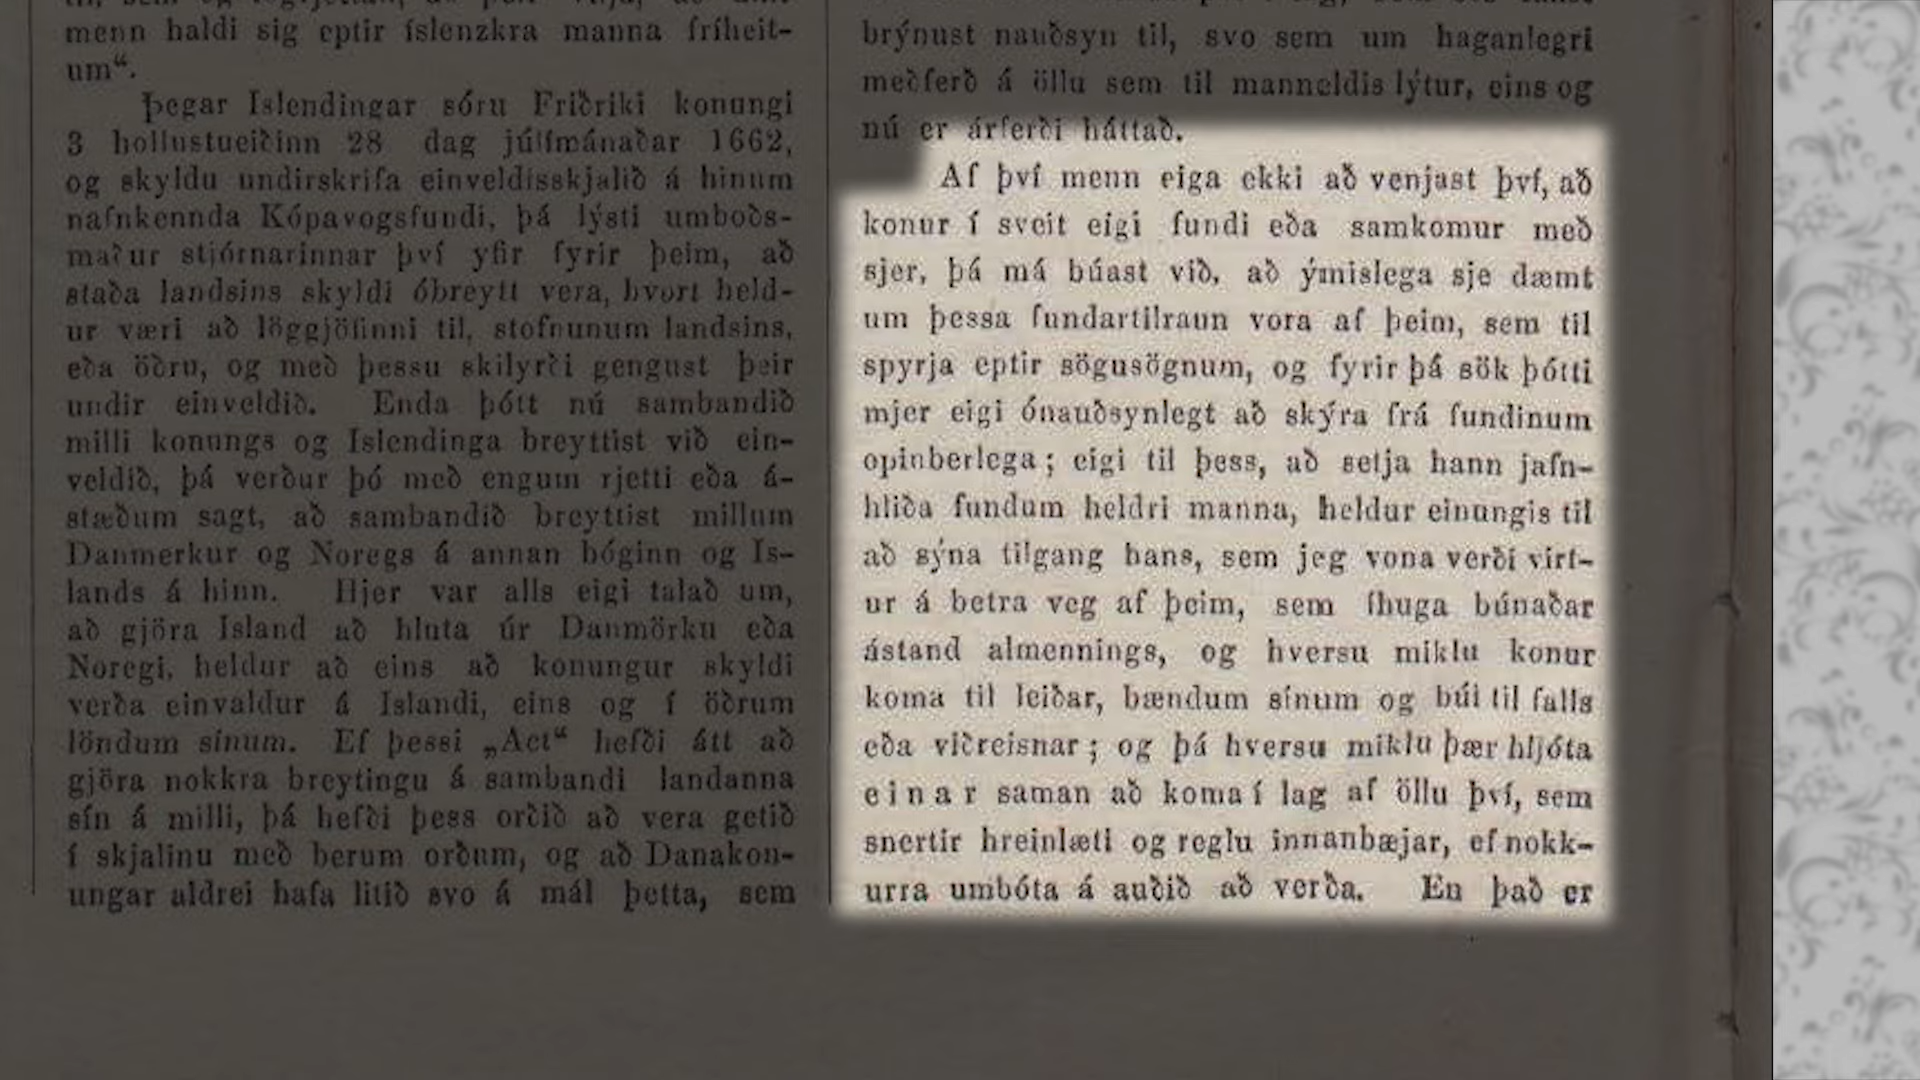 menn haldi sig eptir íslenzkra manna fríheit-
um“.
Þegar Islendingar sóru Friðriki konungi
3 hollustueiðinn 28 dag júlímánaðar 1662,
og skyldu undirskrifa einveldisskjalið á hinum
nafnkennda Kópavogsfundi, þá lýsti umboðs-
maður stjórnarinnar því yfir fyrir þeim, að
staða landsins skyldi óbreytt vera, hvort held-
ur væri að löggjöfinni til, stofnunum landsins,
eða öðru, og með þessu skilyrði gengust þeir
undir einveldið. Enda þótt nú sambandið
milli konungs og Islendinga breyttist við ein-
veldið, þá verður þó með engum rjetti eða á-
stæðum sagt, að sambandið breyttist millum
Danmerkur og Noregs á annan bóginn og Is-
lands á hinn. Hjer var alls eigi talað um,
að gjöra Island að hluta úr Danmörku eða
Noregi, heldur að eins að konungur skyldi
verða einvaldur á Islandi, eins og í öðrum
löndum sínum. Ef þessi „Act“ hefði átt að
gjöra nokkra breytingu á sambandi landanna
sín á milli, þá hefði þess orðið að vera getið
í skjalinu með berum orðum, og að Danakon-
ungar aldrei hafa litið svo á mál þetta, sem
brýnust nauðsyn til, svo sem um haganlegri
meðferð á öllu sem til manneldis lýtur, eins og
nú er árferði háttað.
Af því menn eiga ekki að venjast því, að
konur í sveit eigi fundi eða samkomur með
sjer, þá má búast við, að ýmislega sje dæmt
um þessa fundartilraun vora af þeim, sem til
spyrja eptir sögusögnum, og fyrir þá sök þótti
mjer eigi ónauðsynlegt að skýra frá fundinum
opinberlega; eigi til þess, að setja hann jafn-
hliða fundum heldri manna, heldur einungis til
að sýna tilgang hans, sem jeg vona verði virt-
ur á betra veg af þeim, sem íhuga búnaðar
ástand almennings, og hversu miklu konur
koma til leiðar, bændum sínum og búi til falls
eða viðreisnar; og þá hversu miklu þær hljóta
einar saman að koma í lag af öllu því, sem
snertir hreinlæti og reglu innanbæjar, ef nokk-
urra umbóta á auðið að verða. En það er